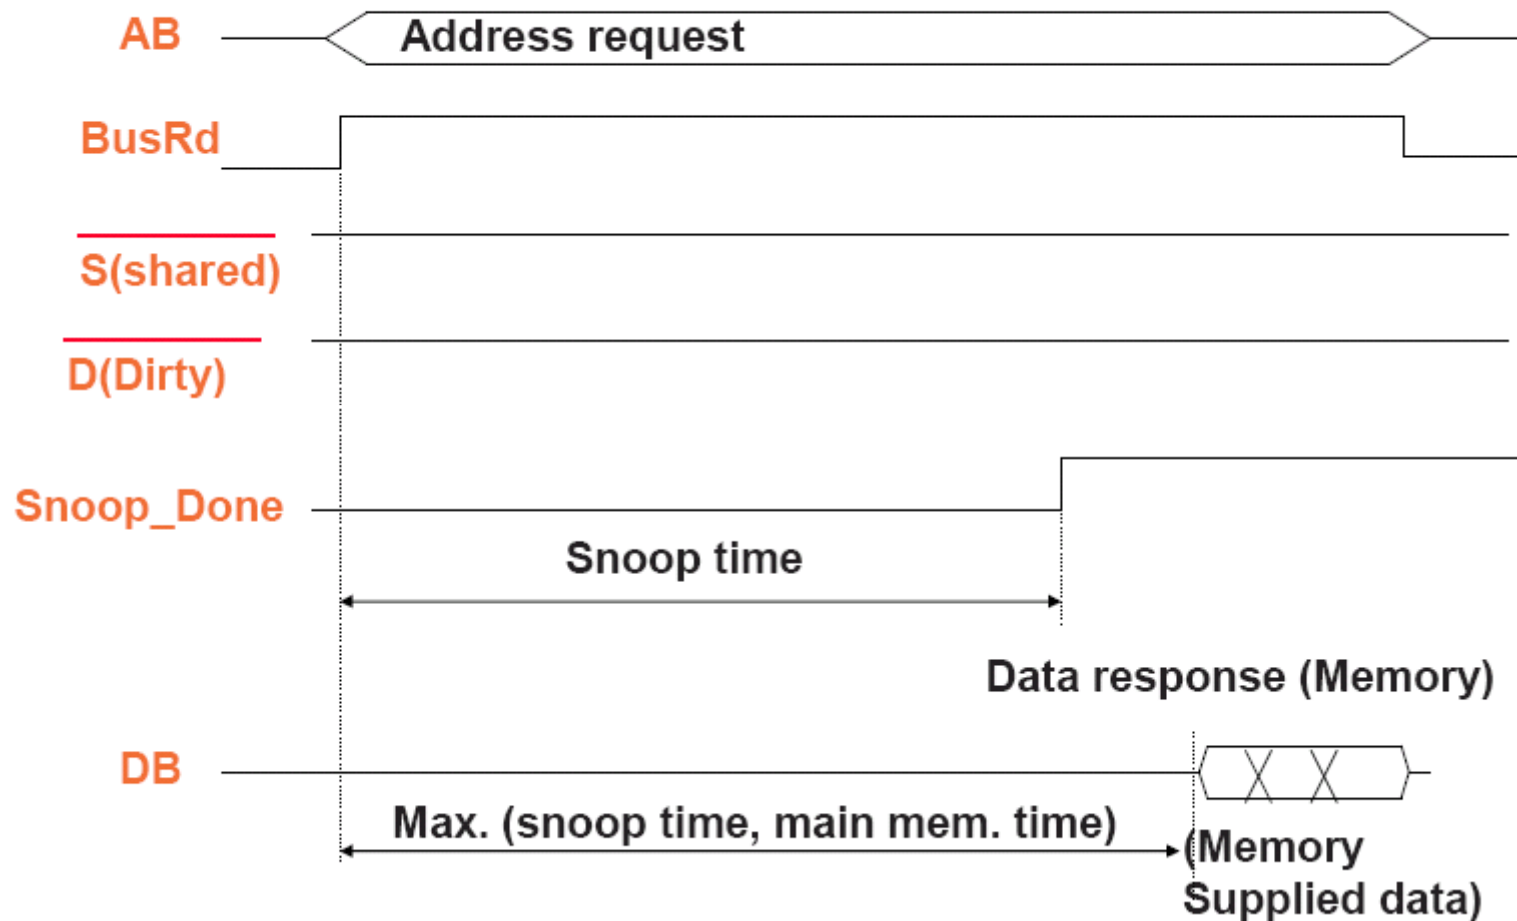 AB
Address request
BusRd
S(shared)
D(Dirty)
Snoop_Done
Snoop time
Data response (Memory)
DB
Max. (snoop time, main mem. time)
(Memory
Supplied data)